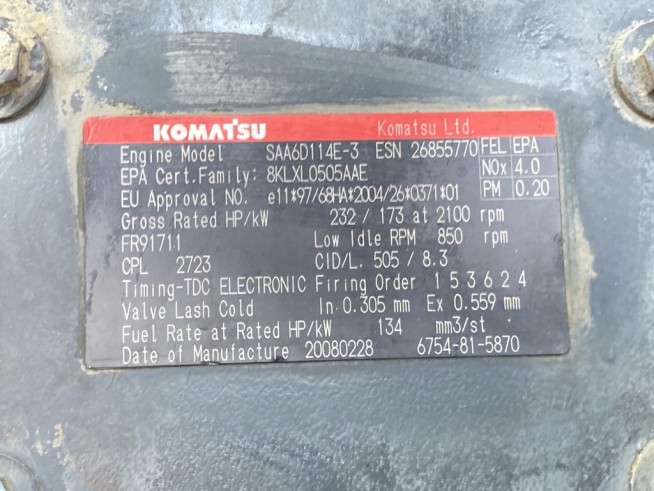 KOMATSU Komatsu Ltd.
Engine Model SAA6D114E-3 ESN 26855770 FEL EPA
EPA Cert.Family: 8KLXL0505AAE NOx 4.0
EU Approval NO. e11*97/68HA*2004/26*0371*01 PM 0.20
Gross Rated HP/kW 232 / 173 at 2100 rpm
FR91711 Low Idle RPM 850 rpm
CPL 2723 CID/L. 505 / 8.3
Timing-TDC ELECTRONIC Firing Order 1 5 3 6 2 4
Valve Lash Cold In 0.305 mm Ex 0.559 mm
Fuel Rate at Rated HP/kW 134 mm3/st
Date of Manufacture 20080228 6754-81-5870